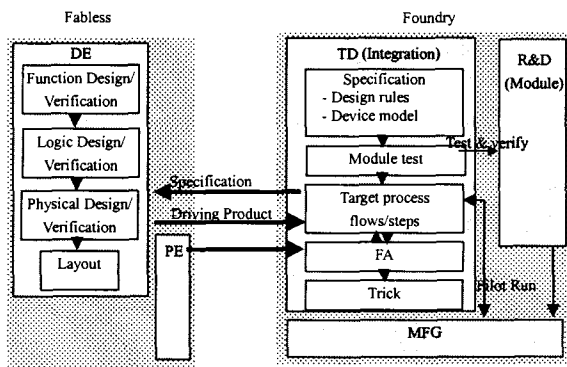 Fabless
Foundry
DE
Function Design/
Verification
Logic Design/
Verification
Physical Design/
Verification
Layout
PE
Specification
Driving Product
TD (Integration)
Specification
- Design rules
- Device model
Module test
Target process
flows/steps
FA
Trick
Test & verify
R&D
(Module)
Pilot Run
MFG